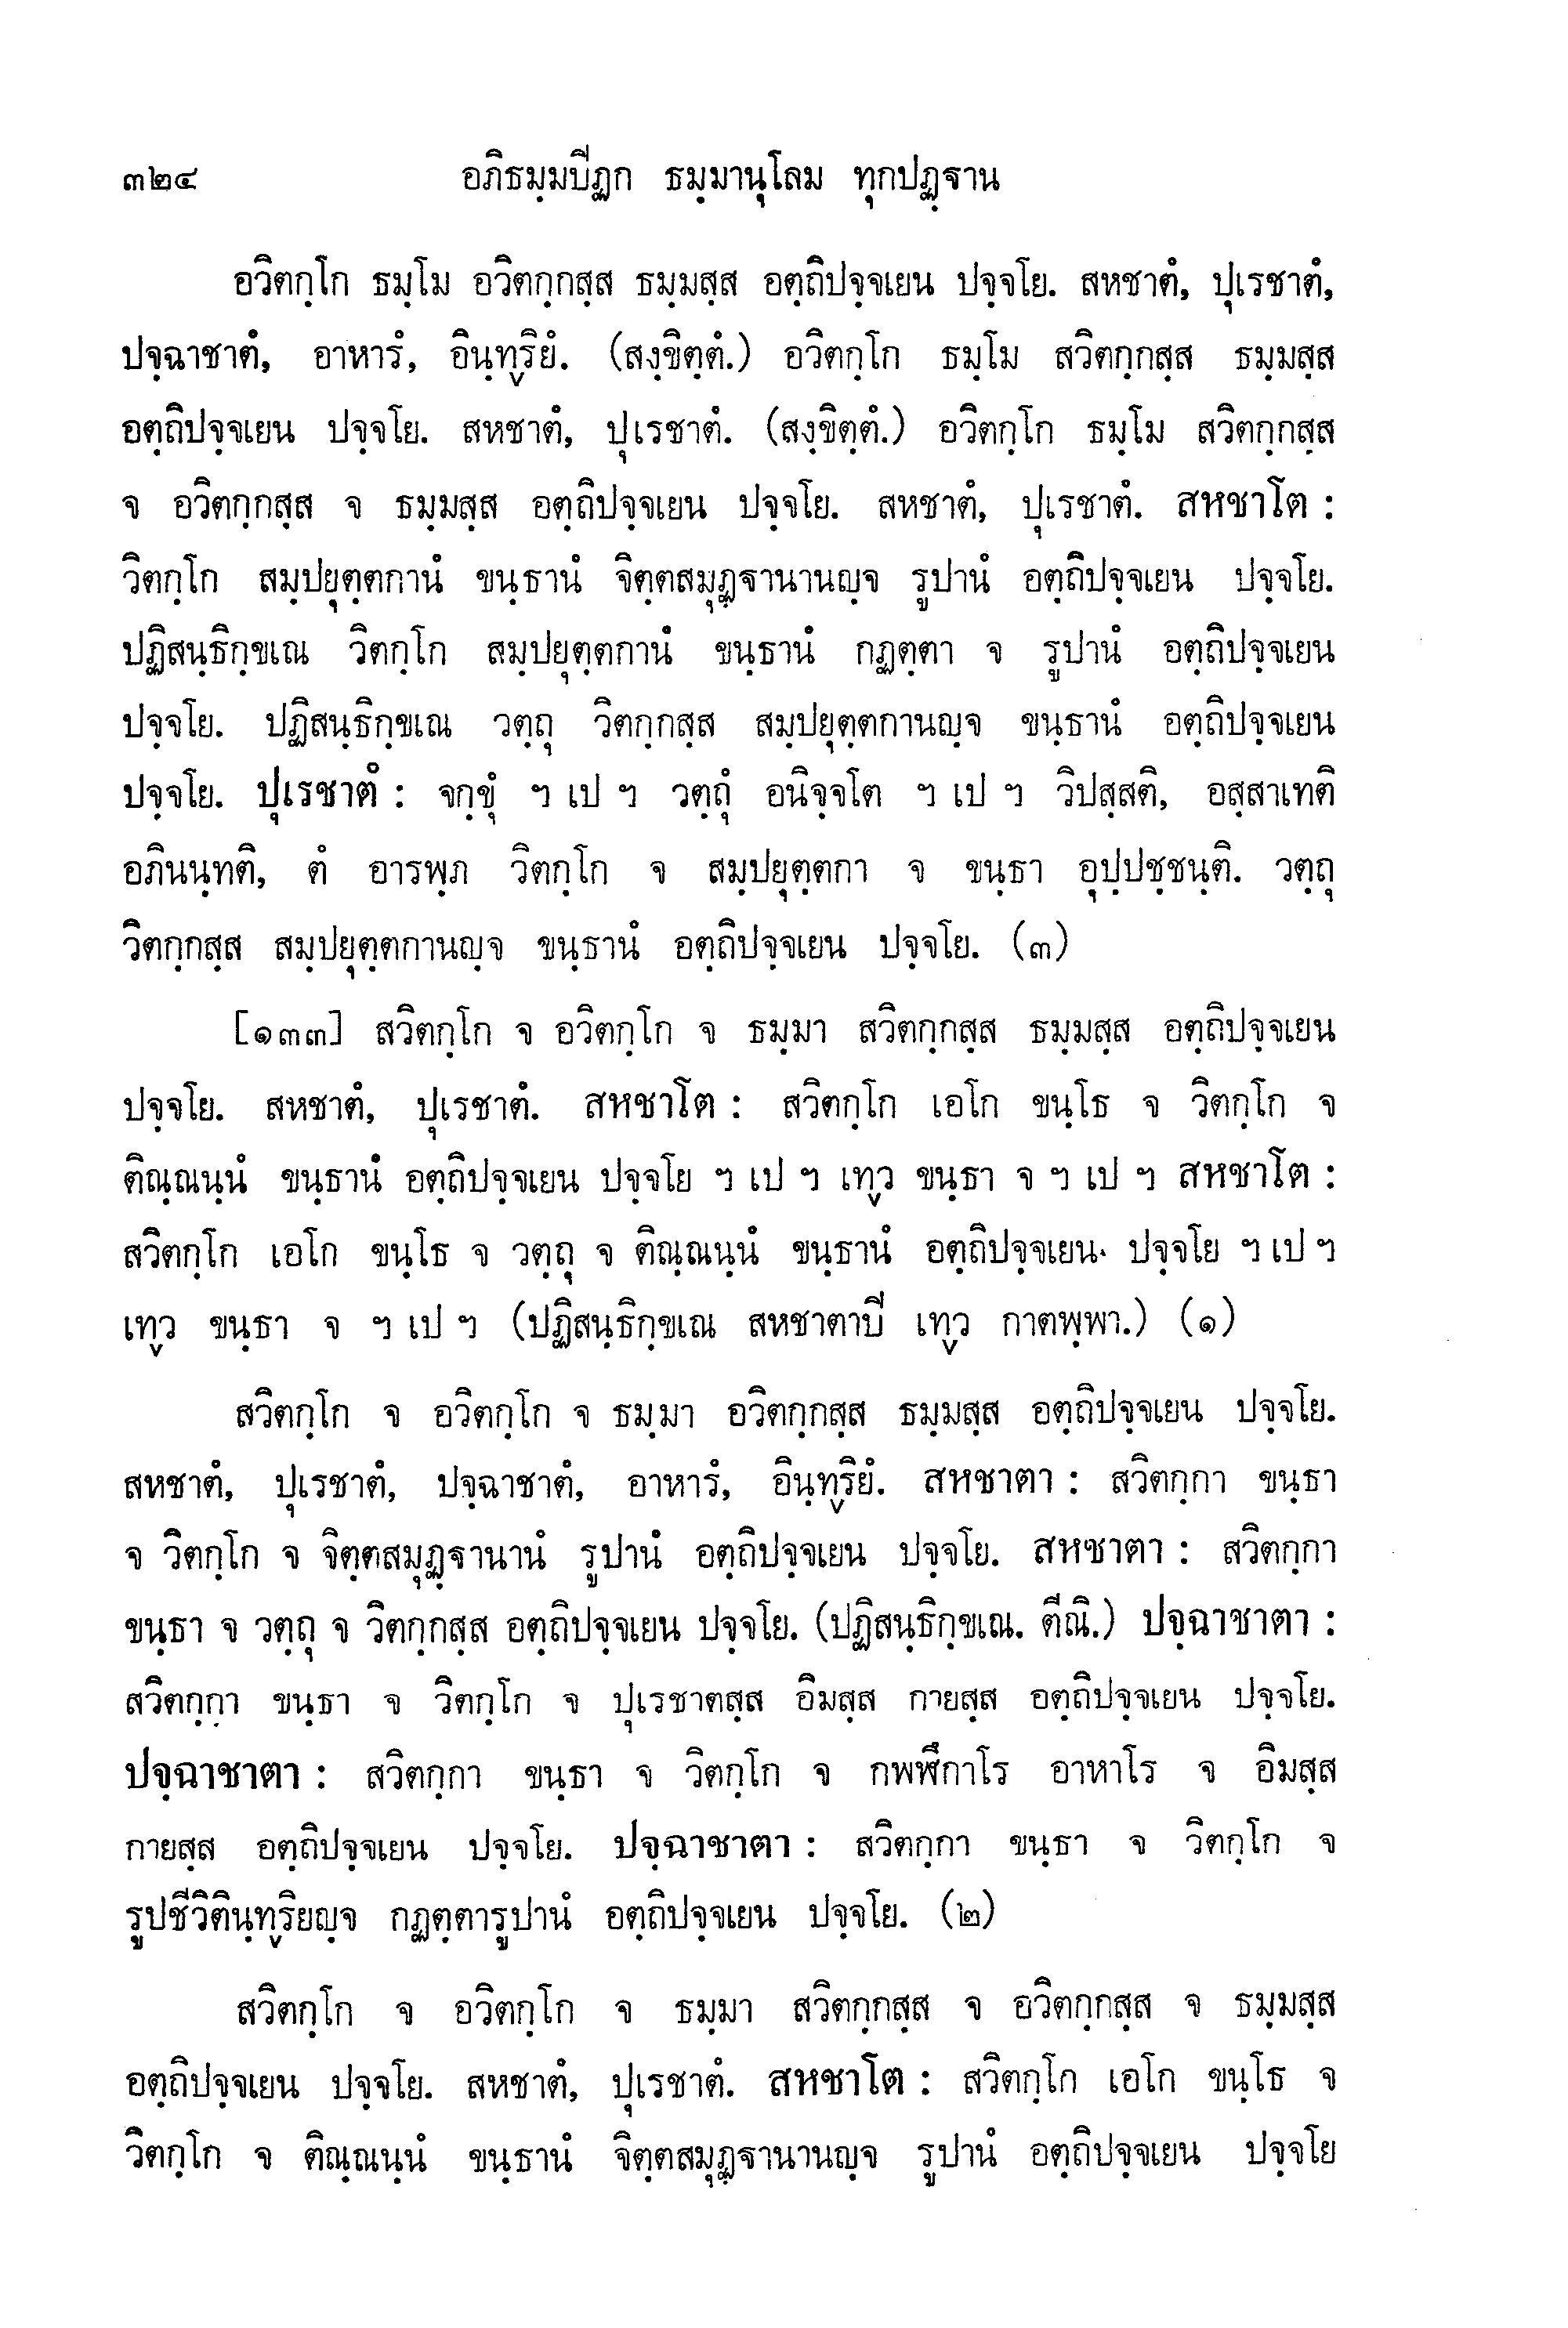 ๓๒๔ อภิธมฺมปีฏก ธมฺมานุโลม ทุกปฏฺฐาน
อวิตกฺโก ธมฺโม อวิตกฺกสฺส ธมฺมสฺส อตฺถิปจฺจเยน ปจฺจโย. สหชาตํ, ปุเรชาตํ,
ปจฺฉาชาตํ, อาหารํ, อินฺทฺริยํ. (สงฺขิตฺตํ.) อวิตกฺโก ธมฺโม สวิตกฺกสฺส ธมฺมสฺส
อตฺถิปจฺจเยน ปจฺจโย. สหชาตํ, ปุเรชาตํ. (สงฺขิตฺตํ.) อวิตกฺโก ธมฺโม สวิตกฺกสฺส
จ อวิตกฺกสฺส จ ธมฺมสฺส อตฺถิปจฺจเยน ปจฺจโย. สหชาตํ, ปุเรชาตํ. สหชาโต :
วิตกฺโก สมฺปยุตฺตกานํ ขนฺธานํ จิตฺตสมุฏฺฐานานญฺจ รูปานํ อตฺถิปจฺจเยน ปจฺจโย.
ปฏิสนฺธิกฺขเณ วิตกฺโก สมฺปยุตฺตกานํ ขนฺธานํ กฏตฺตา จ รูปานํ อตฺถิปจฺจเยน
ปจฺจโย. ปฏิสนฺธิกฺขเณ วตฺถุ วิตกฺกสฺส สมฺปยุตฺตกานญฺจ ขนฺธานํ อตฺถิปจฺจเยน
ปจฺจโย. ปุเรชาตํ : จกฺขุํ ฯ เป ฯ วตฺถุํ อนิจฺจโต ฯ เป ฯ วิปสฺสติ, อสฺสาเทติ
อภินนฺทติ, ตํ อารพฺภ วิตกฺโก จ สมฺปยุตฺตกา จ ขนฺธา อุปฺปชฺชนฺติ. วตฺถุ
วิตกฺกสฺส สมฺปยุตฺตกานญฺจ ขนฺธานํ อตฺถิปจฺจเยน ปจฺจโย. (๓)
[๑๓๓] สวิตกฺโก จ อวิตกฺโก จ ธมฺมา สวิตกฺกสฺส ธมฺมสฺส อตฺถิปจฺจเยน
ปจฺจโย. สหชาตํ, ปุเรชาตํ. สหชาโต : สวิตกฺโก เอโก ขนฺโธ จ วิตกฺโก จ
ติณฺณนฺนํ ขนฺธานํ อตฺถิปจฺจเยน ปจฺจโย ฯ เป ฯ เทฺว ขนฺธา จ ฯ เป ฯ สหชาโต :
สวิตกฺโก เอโก ขนฺโธ จ วตฺถุ จ ติณฺณนฺนํ ขนฺธานํ อตฺถิปจฺจเยน ปจฺจโย ฯ เป ฯ
เทฺว ขนฺธา จ ฯ เป ฯ (ปฏิสนฺธิกฺขเณ สหชาตาปี เทฺว กาตพฺพา.) (๑)
สวิตกฺโก จ อวิตกฺโก จ ธมฺมา อวิตกฺกสฺส ธมฺมสฺส อตฺถิปจฺจเยน ปจฺจโย.
สหชาตํ, ปุเรชาตํ, ปจฺฉาชาตํ, อาหารํ, อินฺทฺริยํ. สหชาตา : สวิตกฺกา ขนฺธา
จ วิตกฺโก จ จิตฺตสมุฏฺฐานานํ รูปานํ อตฺถิปจฺจเยน ปจฺจโย. สหชาตา : สวิตกฺกา
ขนฺธา จ วตฺถุ จ วิตกฺกสฺส อตฺถิปจฺจเยน ปจฺจโย. (ปฏิสนฺธิกฺขเณ. ตีณิ.) ปจฺฉาชาตา :
สวิตกฺกา ขนฺธา จ วิตกฺโก จ ปุเรชาตสฺส อิมสฺส กายสฺส อตฺถิปจฺจเยน ปจฺจโย.
ปจฺฉาชาตา : สวิตกฺกา ขนฺธา จ วิตกฺโก จ กพฬีกาโร อาหาโร จ อิมสฺส
กายสฺส อตฺถิปจฺจเยน ปจฺจโย. ปจฺฉาชาตา : สวิตกฺกา ขนฺธา จ วิตกฺโก จ
รูปชีวิตินฺทฺริยญฺจ กฏตฺตารูปานํ อตฺถิปจฺจเยน ปจฺจโย. (๒)
สวิตกฺโก จ อวิตกฺโก จ ธมฺมา สวิตกฺกสฺส จ อวิตกฺกสฺส จ ธมฺมสฺส
อตฺถิปจฺจเยน ปจฺจโย. สหชาตํ, ปุเรชาตํ. สหชาโต : สวิตกฺโก เอโก ขนฺโธ จ
วิตกฺโก จ ติณฺณนฺนํ ขนฺธานํ จิตฺตสมุฏฺฐานานญฺจ รูปานํ อตฺถิปจฺจเยน ปจฺจโย